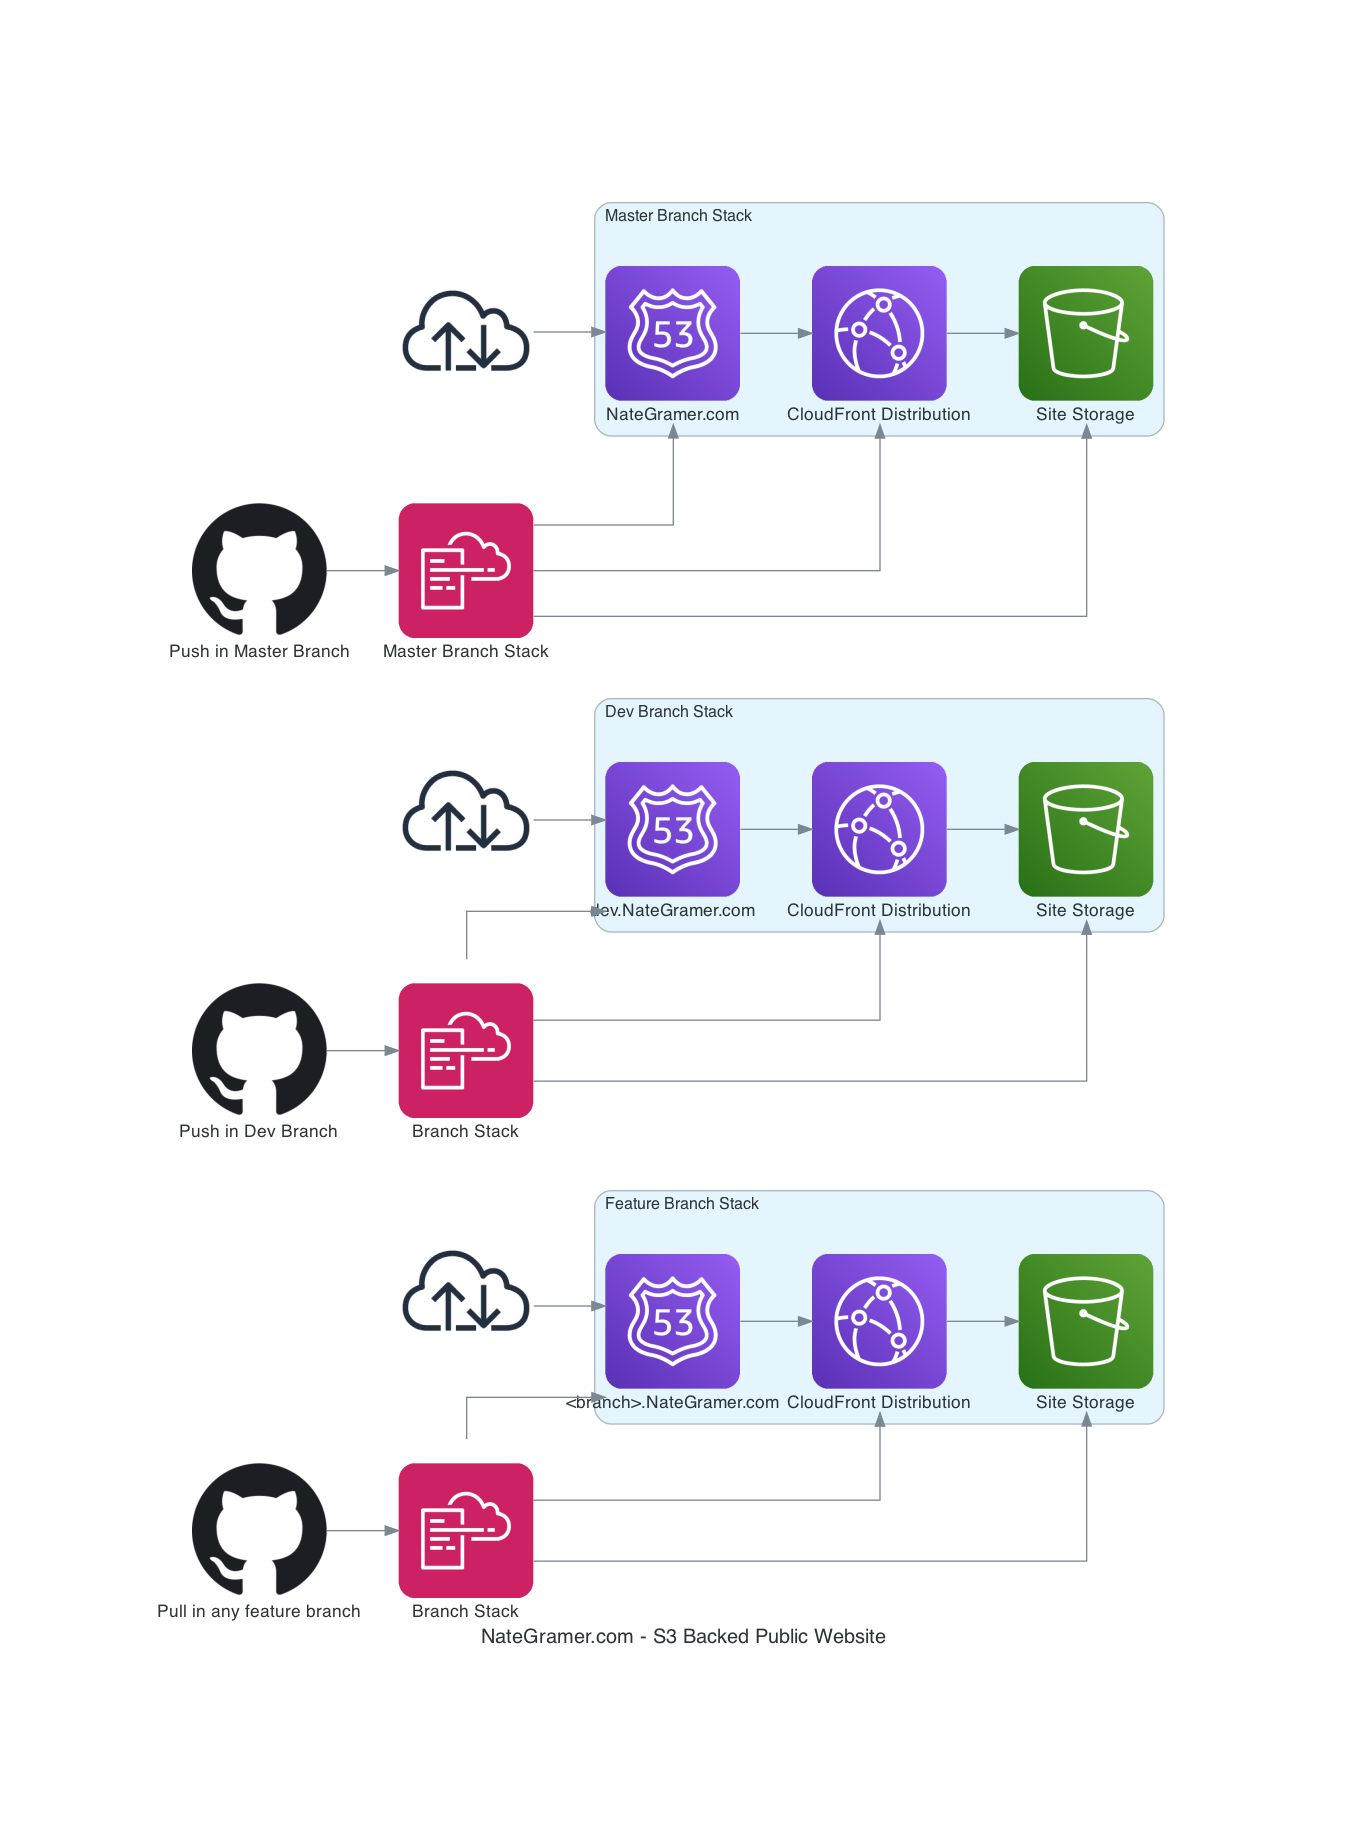 Master Branch Stack
53
NateGramer.com
CloudFront Distribution
Site Storage
Push in Master Branch
Master Branch Stack
Dev Branch Stack
53
dev.NateGramer.com
CloudFront Distribution
Site Storage
Push in Dev Branch
Branch Stack
Feature Branch Stack
53
<branch>.NateGramer.com
CloudFront Distribution
Site Storage
Pull in any feature branch
Branch Stack
NateGramer.com - S3 Backed Public Website